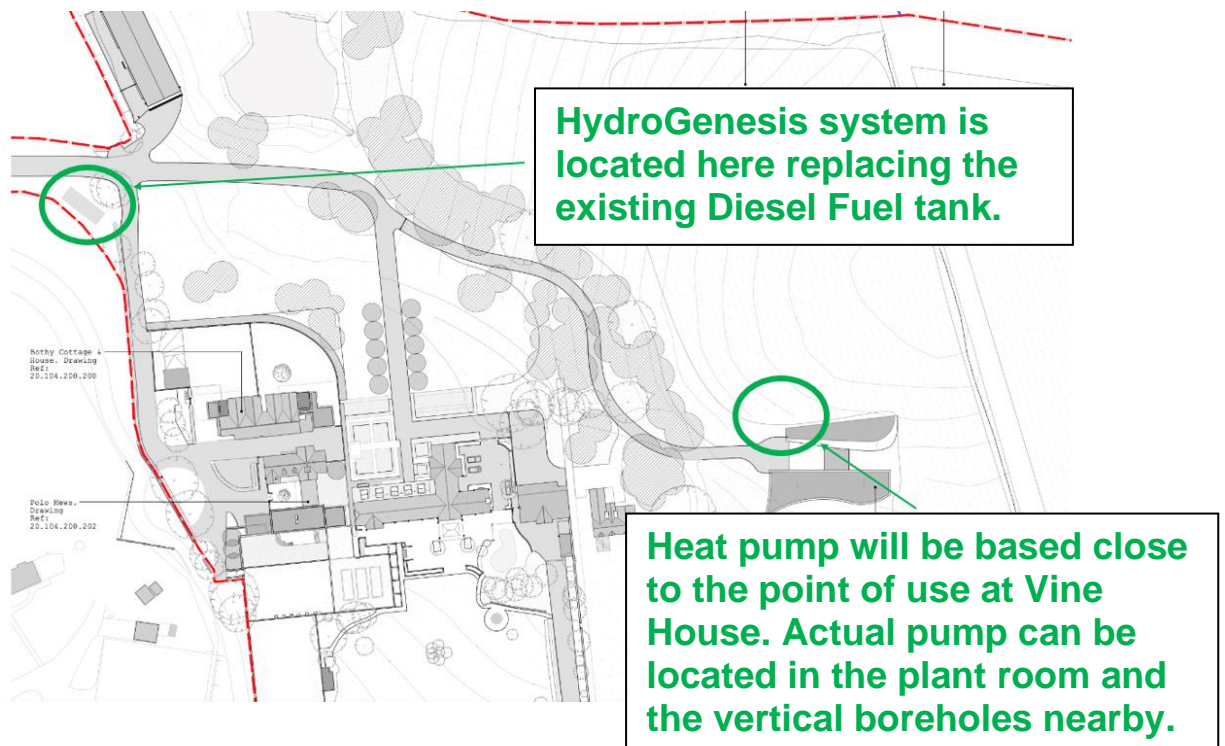 HydroGenesis system is
located here replacing the
existing Diesel Fuel tank.
Bothy Cottage &
House. Drawing
Ref:
20.104.200.200
Polo Mews.
Drawing
Ref:
20.104.200.202
Heat pump will be based close
to the point of use at Vine
House. Actual pump can be
located in the plant room and
the vertical boreholes nearby.